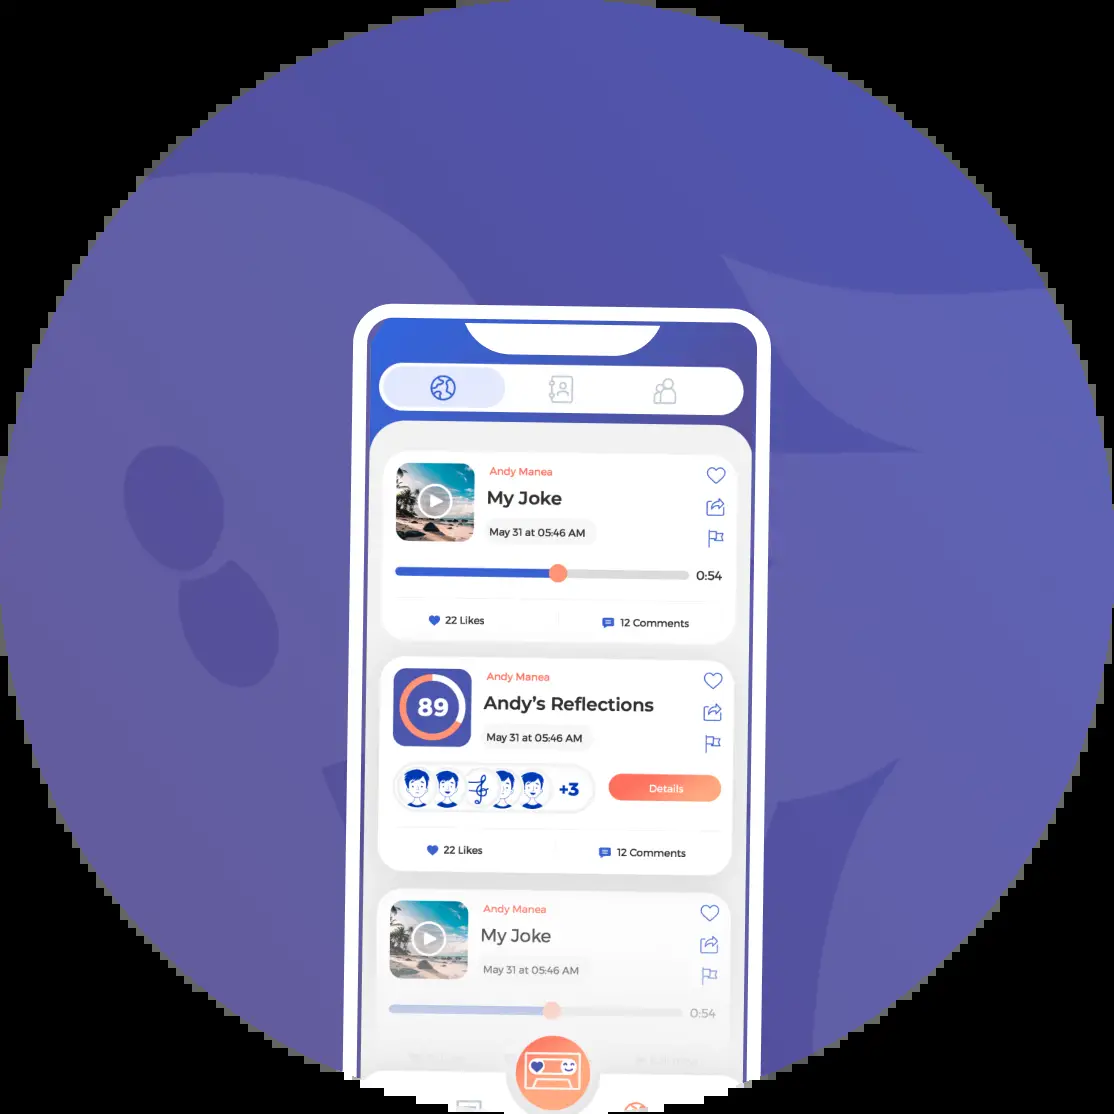 Andy Manea
My Joke
May 31 at 05:46 AM
0:54
22 Likes
12 Comments
89
Andy Manea
Andy’s Reflections
May 31 at 05:46 AM
+3
Details
22 Likes
12 Comments
Andy Manea
My Joke
May 31 at 05:46 AM
0:54